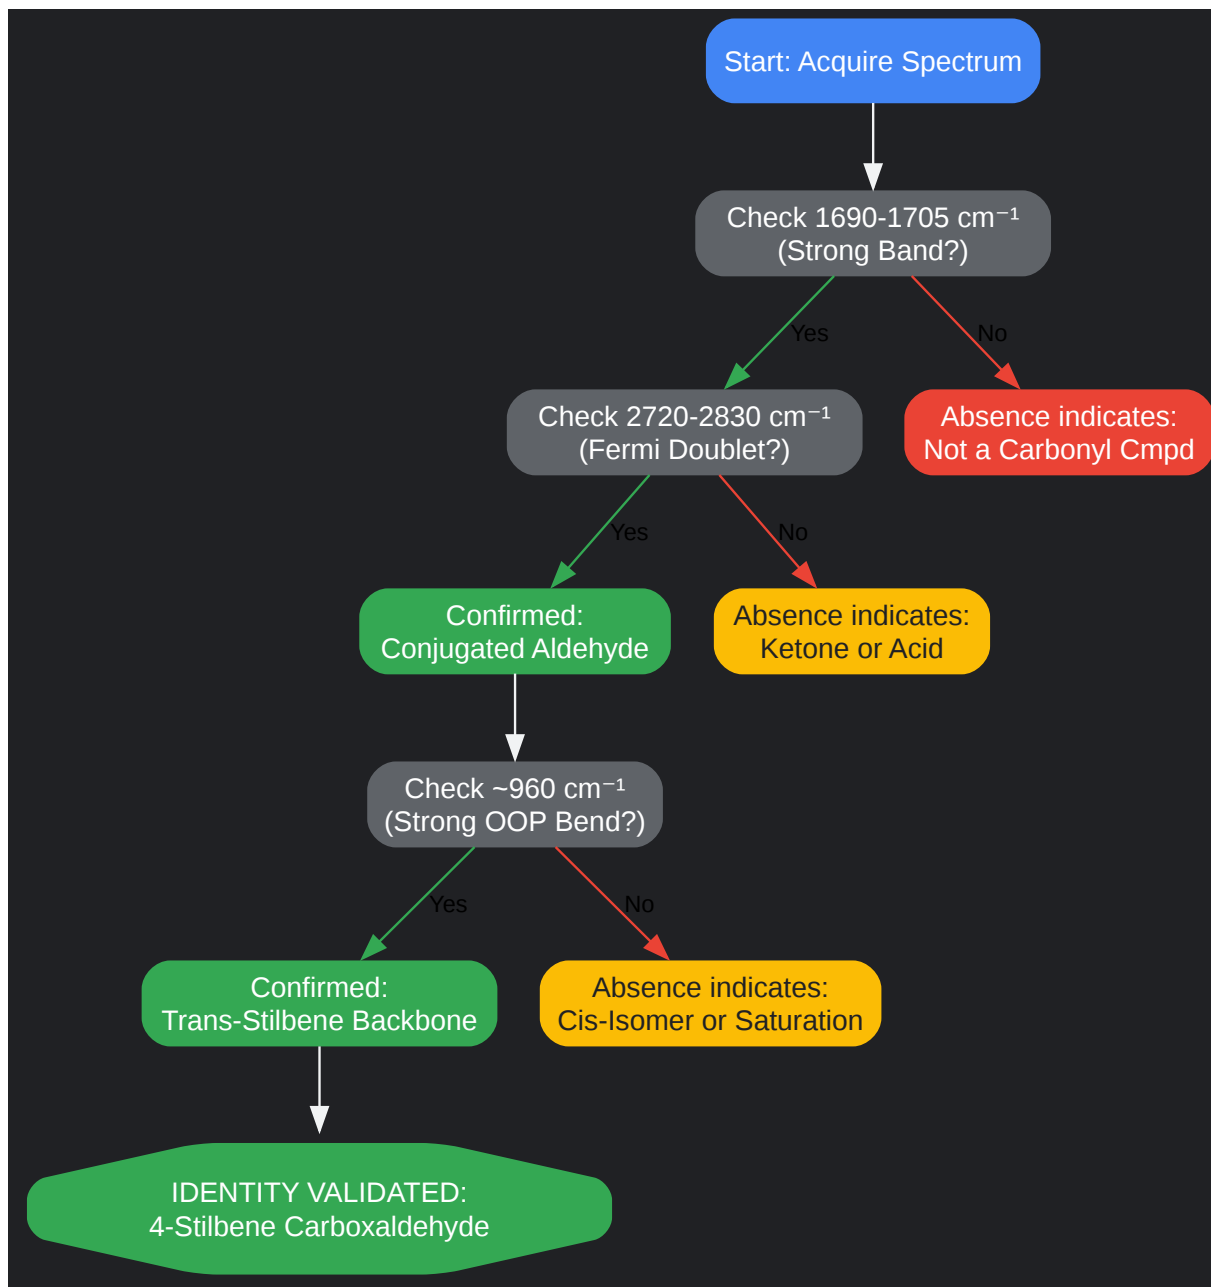 Start: Acquire Spectrum
Check 1690-1705 cm⁻¹
(Strong Band?)
Yes
No
Check 2720-2830 cm⁻¹
(Fermi Doublet?)
Absence indicates:
Not a Carbonyl Cmpd
Yes
No
Confirmed:
Conjugated Aldehyde
Absence indicates:
Ketone or Acid
Check ~960 cm⁻¹
(Strong OOP Bend?)
Yes
No
Confirmed:
Trans-Stilbene Backbone
Absence indicates:
Cis-Isomer or Saturation
IDENTITY VALIDATED:
4-Stilbene Carboxaldehyde